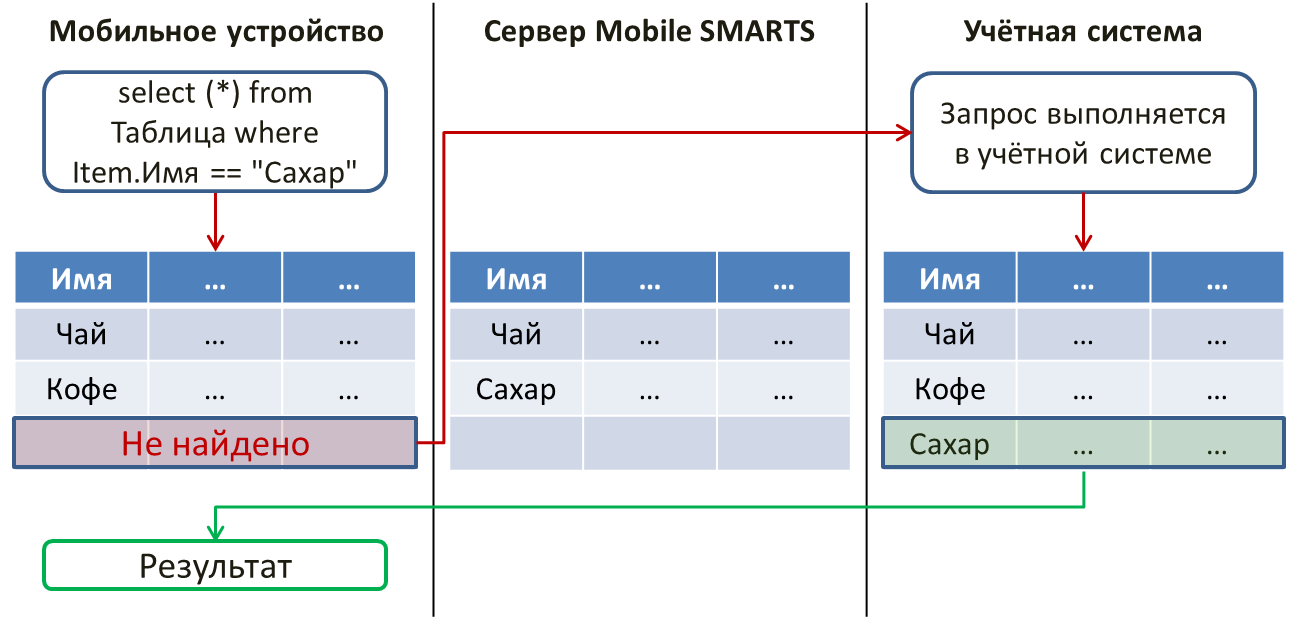 Мобильное устройство
Сервер Mobile SMARTS
Учётная система
select (*) from
Таблица where
Item.Имя == "Сахар"
Запрос выполняется
в учётной системе
Имя ... ...
Чай ... ...
Кофе ... ...
Не найдено
Имя ... ...
Чай ... ...
Сахар ... ...
Имя ... ...
Чай ... ...
Кофе ... ...
Сахар ... ...
Результат